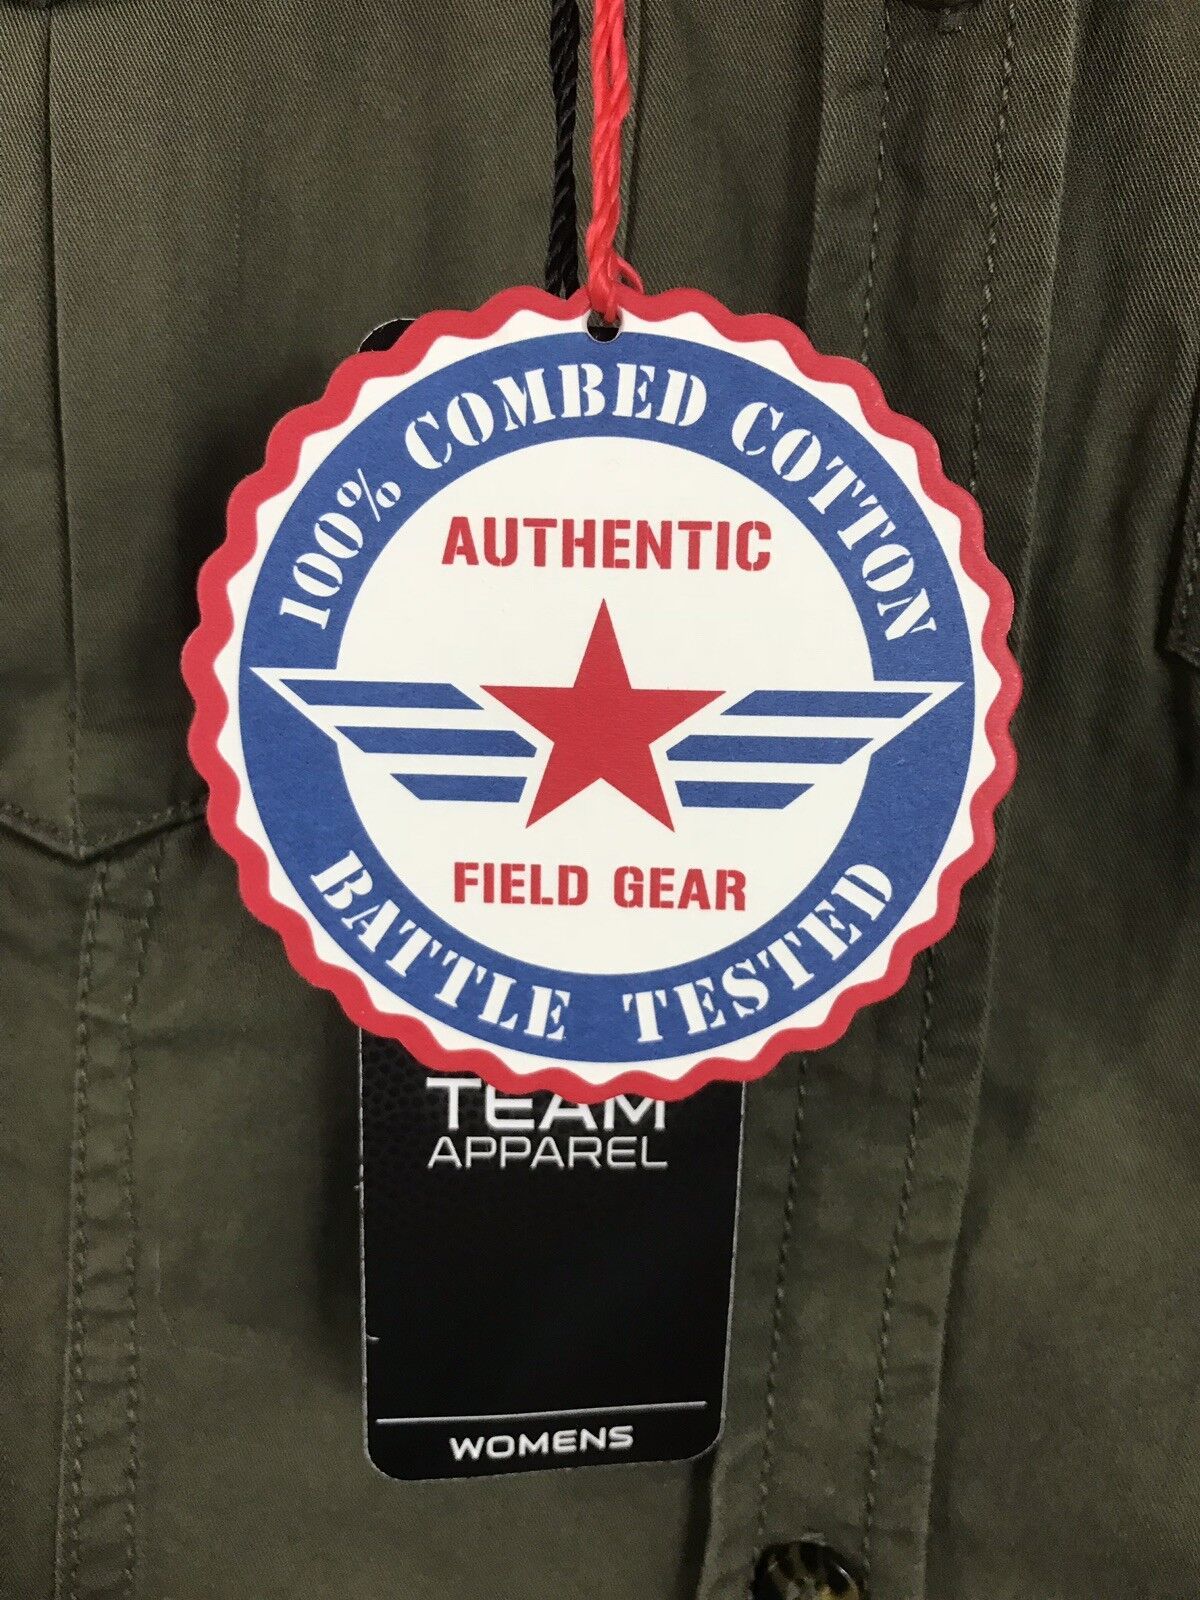 100% COMBED COTTON
AUTHENTIC
FIELD GEAR
BATTLE TESTED
TEAM
APPAREL
WOMENS